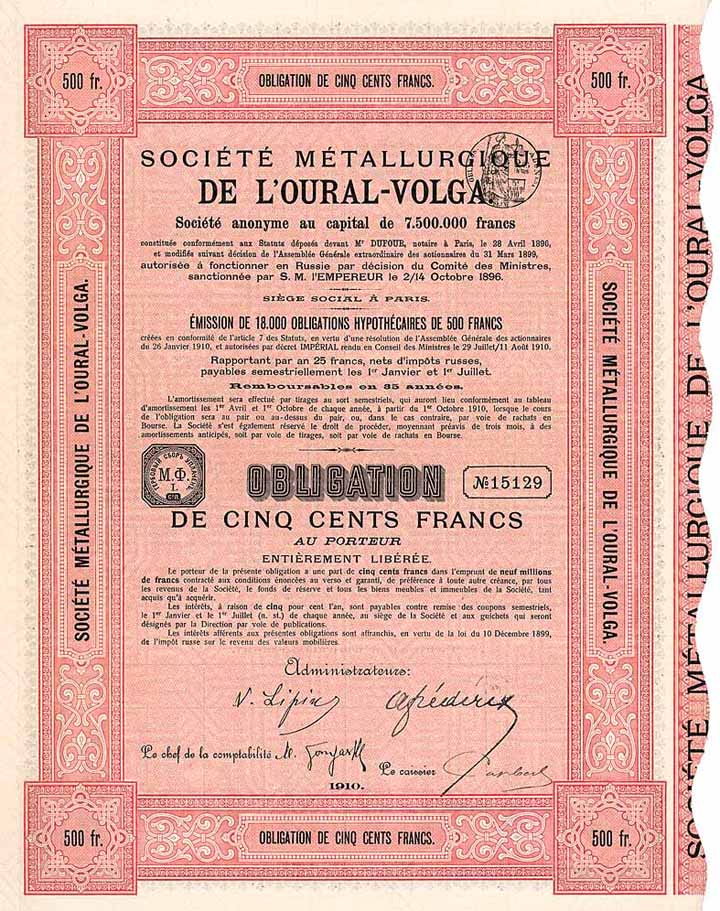 500 fr.
OBLIGATION DE CINQ CENTS FRANCS.
500 fr.
SOCIÉTÉ MÉTALLURGIQUE
DE L'OURAL-VOLGA.
Société anonyme au capital de 7.500.000 francs
constituée conformément aux Statuts déposés devant Mᵉ DUFOUR, notaire à Paris, le 28 Avril 1896,
et modifiés suivant décision de l'Assemblée Générale extraordinaire des actionnaires du 31 Mars 1899,
autorisée à fonctionner en Russie par décision du Comité des Ministres,
sanctionnée par S. M. l'EMPEREUR le 2/14 Octobre 1896.
SIÈGE SOCIAL À PARIS.
ÉMISSION DE 18.000 OBLIGATIONS HYPOTHÉCAIRES DE 500 FRANCS
créées en conformité de l'article 7 des Statuts, en vertu d'une résolution de l'Assemblée Générale des actionnaires
du 26 Janvier 1910, et autorisées par décret IMPÉRIAL rendu en Conseil des Ministres le 29 Juillet/11 Août 1910.
Rapportant par an 25 francs, nets d'impôts russes,
payables semestriellement les 1er Janvier et 1er Juillet.
Remboursables en 35 années.
L'amortissement sera effectué par tirages au sort semestriels, qui auront lieu conformément au tableau
d'amortissement les 1er Avril et 1er Octobre de chaque année, à partir du 1er Octobre 1910, lorsque le cours
de l'obligation sera au pair ou au-dessus du pair, ou, dans le cas contraire, par voie de rachats en
Bourse. La Société s'est également réservé le droit de procéder, moyennant préavis de trois mois, à des
amortissements anticipés, soit par voie de tirages, soit par voie de rachats en Bourse.
ГЕРБОВЫЙ СБОРЪ УПЛАЧЕНЪ
М.Ф.
I.
СПБ.
OBLIGATION
№15129
DE CINQ CENTS FRANCS
AU PORTEUR
ENTIÈREMENT LIBÉRÉE.
Le porteur de la présente obligation a une part de cinq cents francs dans l'emprunt de neuf millions
de francs contracté aux conditions énoncées au verso et garanti, de préférence à toute autre créance, par tous
les revenus de la Société, le fonds de réserve et tous les biens meubles et immeubles de la Société, tant
acquis qu'à acquérir.
Les intérêts, à raison de cinq pour cent l'an, sont payables contre remise des coupons semestriels,
le 1er Janvier et le 1er Juillet (n. st.) de chaque année, au siège de la Société et aux guichets qui seront
désignés par la Direction par voie de publications.
Les intérêts afférents aux présentes obligations sont affranchis, en vertu de la loi du 10 Décembre 1899,
de l'impôt russe sur le revenu des valeurs mobilières.
Administrateurs:
Le chef de la comptabilité
Le caissier
1910.
SOCIÉTÉ MÉTALLURGIQUE DE L'OURAL-VOLGA.
SOCIÉTÉ MÉTALLURGIQUE DE L'OURAL-VOLGA.
SOCIÉTÉ MÉTALLURGIQUE DE L'OURAL-VOLGA
500 fr.
OBLIGATION DE CINQ CENTS FRANCS.
500 fr.